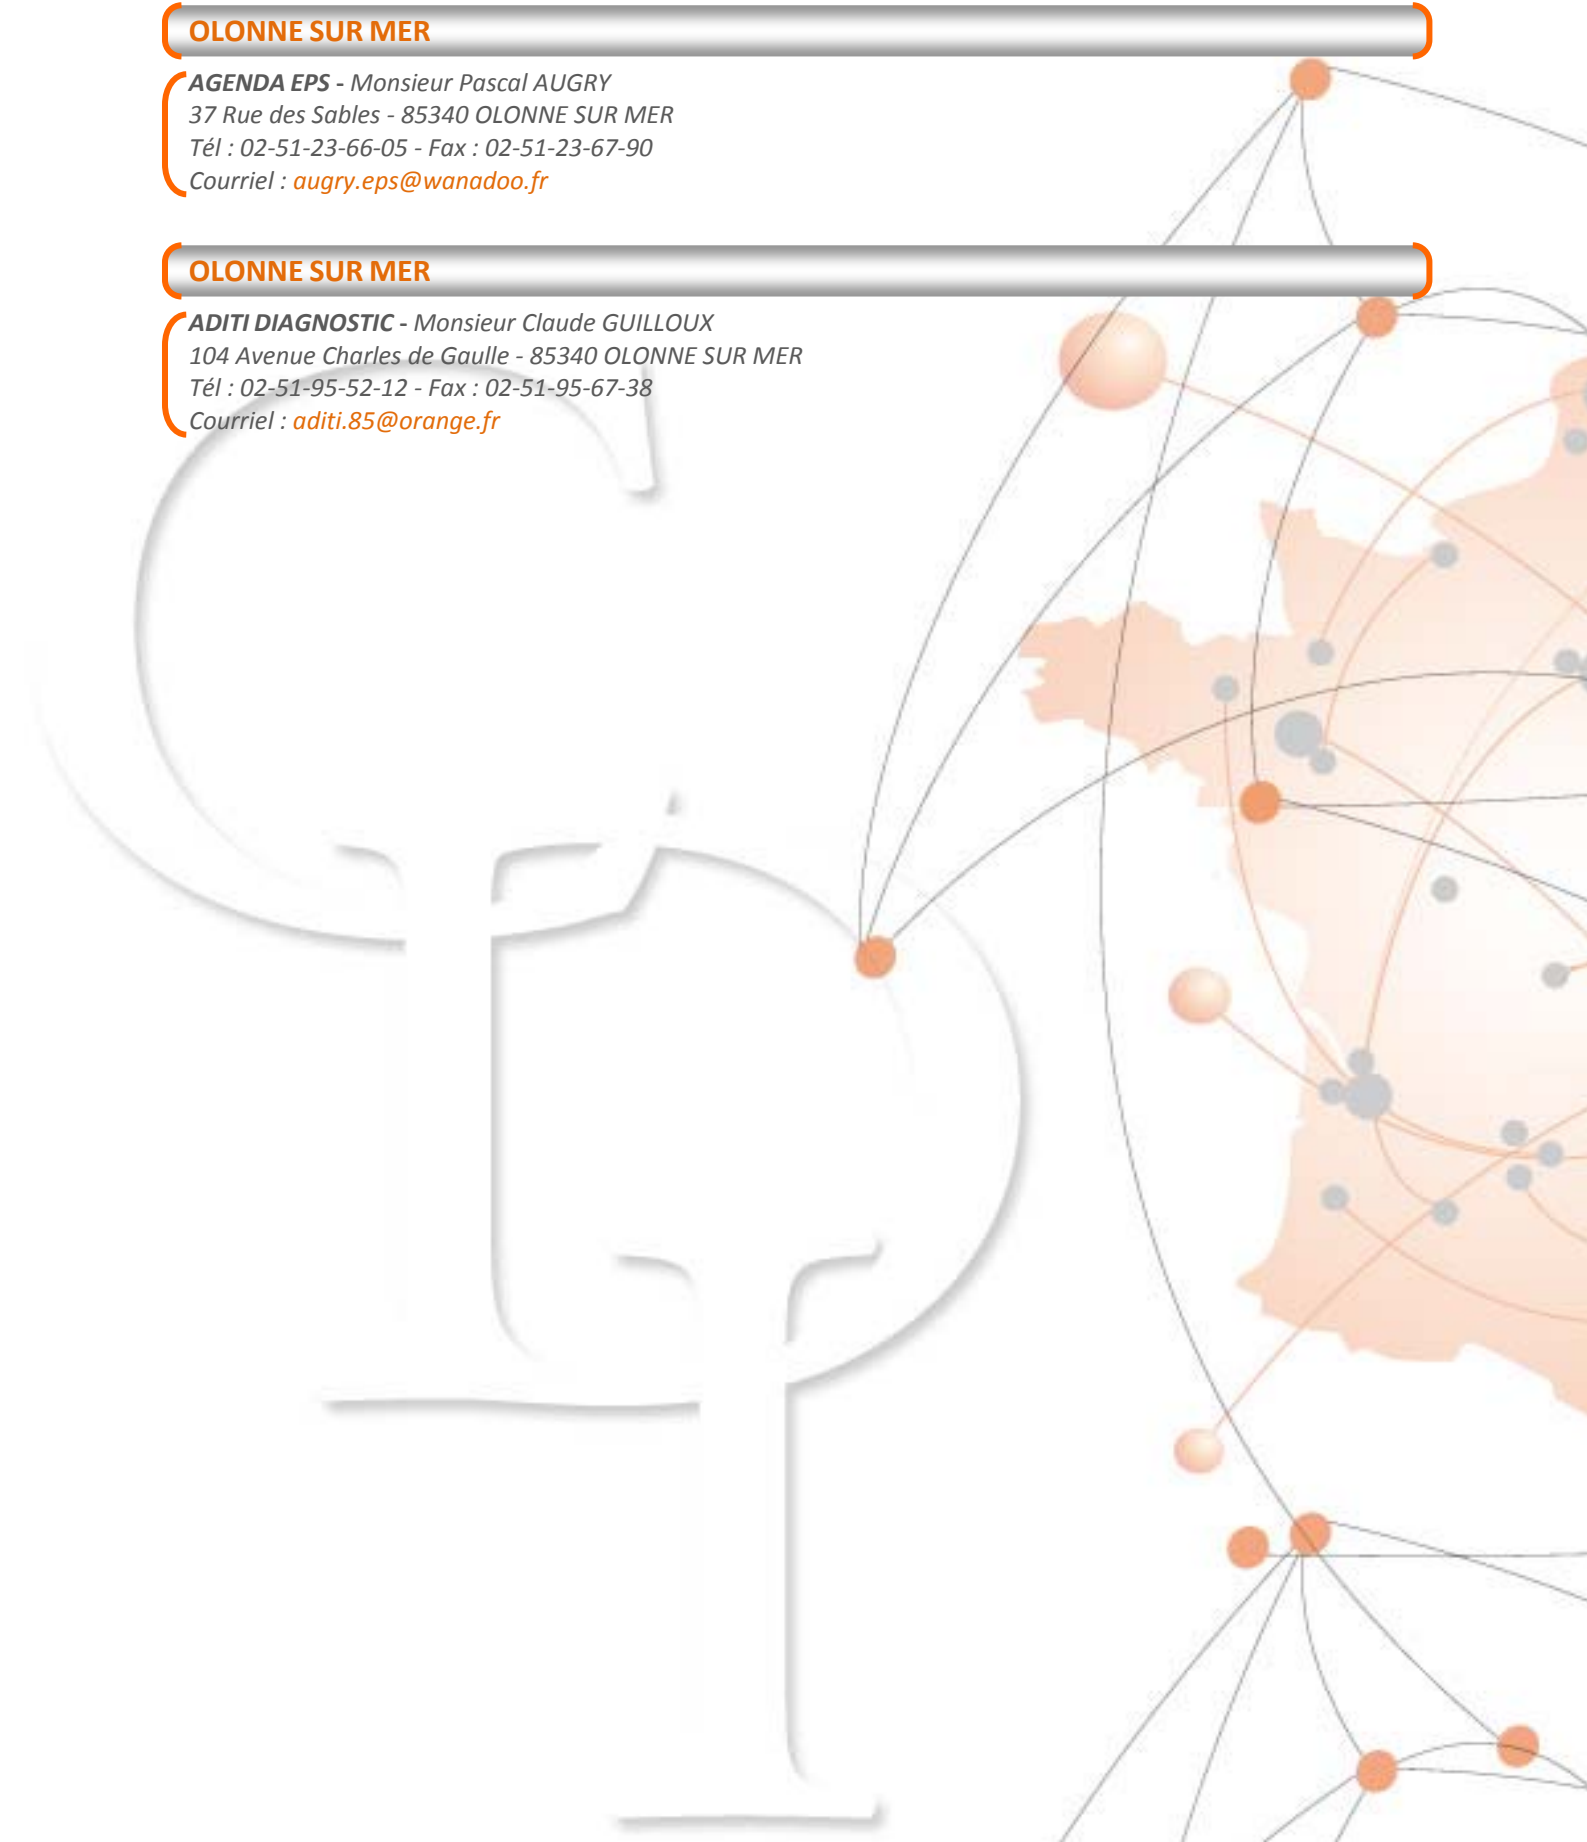 OLONNE SUR MER
AGENDA EPS - Monsieur Pascal AUGRY
37 Rue des Sables - 85340 OLONNE SUR MER
Tél : 02-51-23-66-05 - Fax : 02-51-23-67-90
Courriel : augry.eps@wanadoo.fr
OLONNE SUR MER
ADITI DIAGNOSTIC - Monsieur Claude GUILLOUX
104 Avenue Charles de Gaulle - 85340 OLONNE SUR MER
Tél : 02-51-95-52-12 - Fax : 02-51-95-67-38
Courriel : aditi.85@orange.fr
CDI